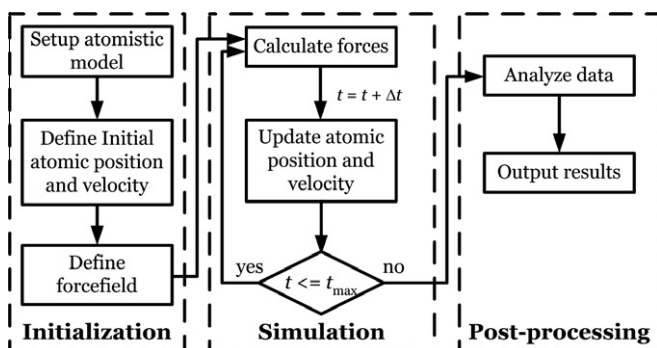 Setup atomistic
model
Define Initial
atomic position
and velocity
Define
forcefield
Initialization
Calculate forces
t = t + Δt
Update atomic
position and
velocity
yes
t <= tmax
no
Simulation
Analyze data
Output results
Post-processing